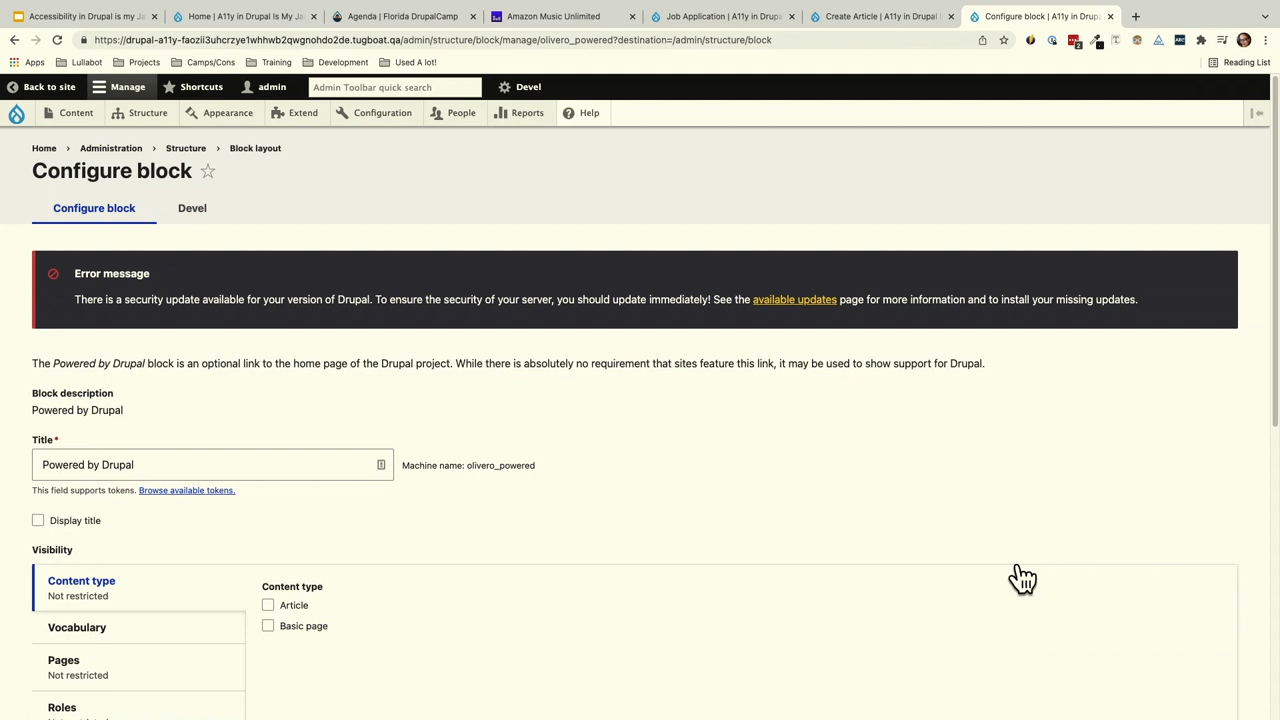 Accessibility in Drupal is my Ja
Home | A11y in Drupal Is My Ja
Agenda | Florida DrupalCamp
Amazon Music Unlimited
Job Application | A11y in Drupa
Create Article | A11y in Drupal I
Configure block | A11y in Drupa
https://drupal-a11y-faozii3uhcrzye1whhwb2qwgnohdo2de.tugboat.qa/admin/structure/block/manage/olivero_powered?destination=/admin/structure/block
Apps
Lullabot
Projects
Camps/Cons
Training
Development
Used A lot!
Reading List
Back to site
Manage
Shortcuts
admin
Admin Toolbar quick search
Devel
Content
Structure
Appearance
Extend
Configuration
People
Reports
Help
Home > Administration > Structure > Block layout
Configure block
Configure block
Devel
Error message
There is a security update available for your version of Drupal. To ensure the security of your server, you should update immediately! See the available updates page for more information and to install your missing updates.
The Powered by Drupal block is an optional link to the home page of the Drupal project. While there is absolutely no requirement that sites feature this link, it may be used to show support for Drupal.
Block description
Powered by Drupal
Title*
Powered by Drupal
Machine name: olivero_powered
This field supports tokens. Browse available tokens.
Display title
Visibility
Content type
Not restricted
Vocabulary
Pages
Not restricted
Roles
Content type
Article
Basic page